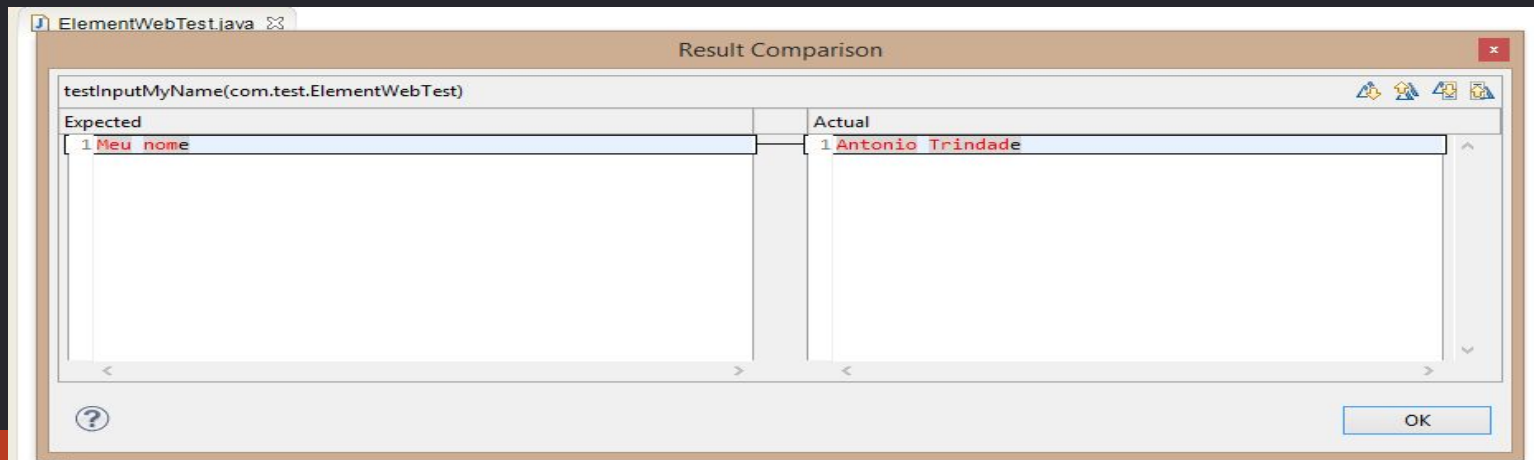 ElementWebTest.java
Result Comparison
testInputMyName(com.test.ElementWebTest)
Expected
Actual
1 Meu nome
1 Antonio Trindade
OK